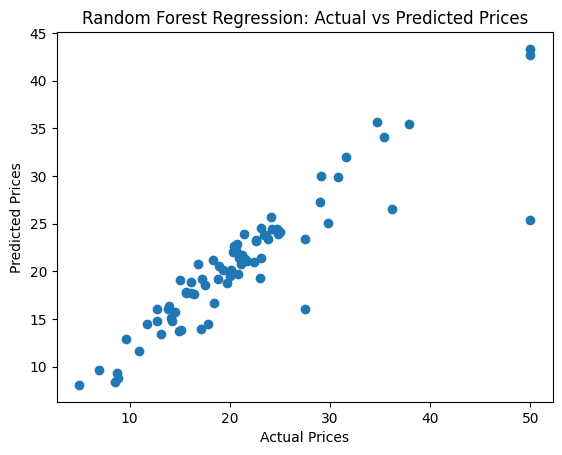 Random Forest Regression: Actual vs Predicted Prices
45
40
35
30
25
20
15
10
Predicted Prices
10 20 30 40 50
Actual Prices